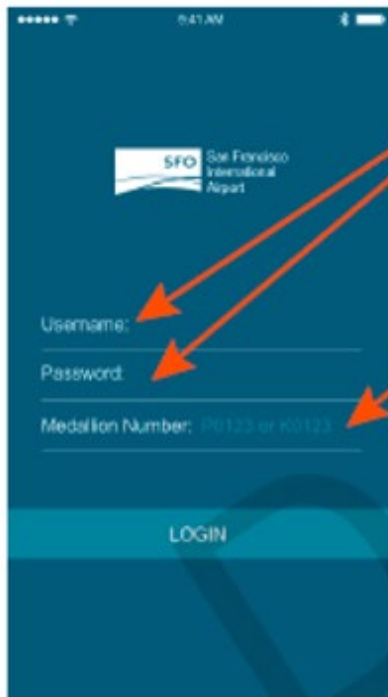 9:41 AM
SFO
San Francisco
International
Airport
Username:
Password:
Medallion Number: P0123 or K0123
LOGIN